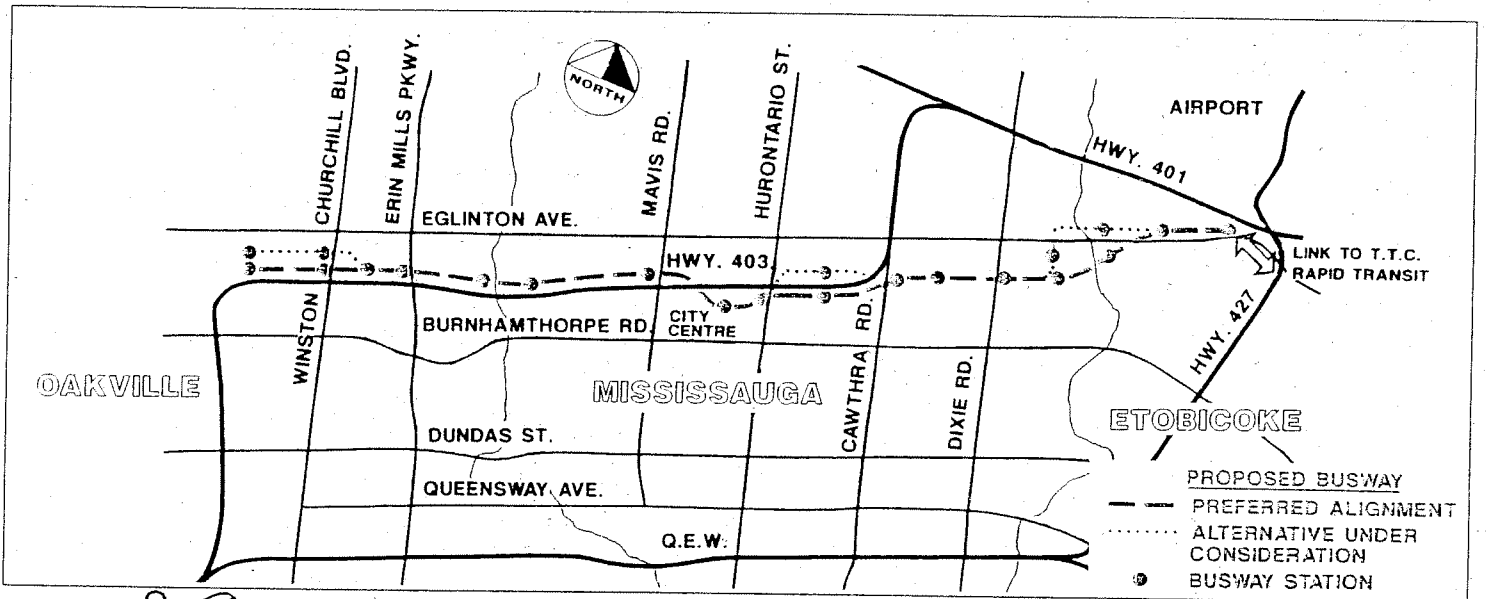 CHURCHILL BLVD.
WINSTON
ERIN MILLS PKWY.
NORTH
MAVIS RD.
HURONTARIO ST.
AIRPORT
HWY. 401
EGLINTON AVE.
HWY. 403
LINK TO T.T.C.
RAPID TRANSIT
CITY
CENTRE
BURNHAMTHORPE RD.
CAWTHRA RD.
DIXIE RD.
HWY. 427
OAKVILLE
MISSISSAUGA
ETOBICOKE
DUNDAS ST.
QUEENSWAY AVE.
Q.E.W.
PROPOSED BUSWAY
PREFERRED ALIGNMENT
ALTERNATIVE UNDER
CONSIDERATION
BUSWAY STATION